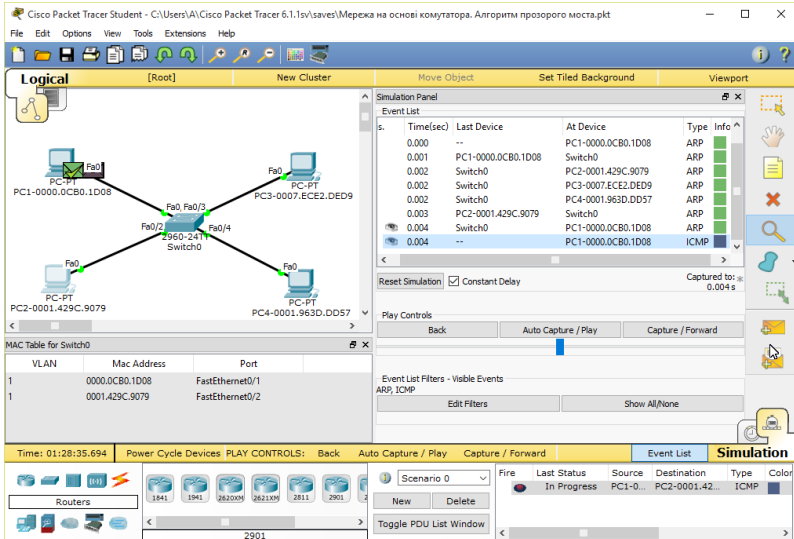 Cisco Packet Tracer Student - C:\Users\A\Cisco Packet Tracer 6.1.1sv\saves\Мережа на основі комутатора. Алгоритм прозорого моста.pkt
File Edit Options View Tools Extensions Help
Logical [Root] New Cluster Move Object Set Tiled Background Viewport
Fa0
PC-PT
PC1-0000.0CB0.1D08
Fa0
PC-PT
PC3-0007.ECE2.DED9
Fa0, Fa0/3
Fa0/2 Fa0/4
2960-24TT
Switch0
Fa0
PC-PT
PC2-0001.429C.9079
Fa0
PC-PT
PC4-0001.963D.DD57
MAC Table for Switch0
VLAN Mac Address Port
1 0000.0CB0.1D08 FastEthernet0/1
1 0001.429C.9079 FastEthernet0/2
Simulation Panel
Event List
s. Time(sec) Last Device At Device Type Info
0.000 -- PC1-0000.0CB0.1D08 ARP
0.001 PC1-0000.0CB0.1D08 Switch0 ARP
0.002 Switch0 PC2-0001.429C.9079 ARP
0.002 Switch0 PC3-0007.ECE2.DED9 ARP
0.002 Switch0 PC4-0001.963D.DD57 ARP
0.003 PC2-0001.429C.9079 Switch0 ARP
0.004 Switch0 PC1-0000.0CB0.1D08 ARP
0.004 -- PC1-0000.0CB0.1D08 ICMP
Reset Simulation Constant Delay Captured to: *
0.004 s
Play Controls
Back Auto Capture / Play Capture / Forward
Event List Filters - Visible Events
ARP, ICMP
Edit Filters Show All/None
Time: 01:28:35.694 Power Cycle Devices PLAY CONTROLS: Back Auto Capture / Play Capture / Forward Event List Simulation
Routers
1841 1941 2620XM 2621XM 2811 2901 2
2901
Scenario 0
New Delete
Toggle PDU List Window
Fire Last Status Source Destination Type Color
In Progress PC1-0... PC2-0001.42... ICMP